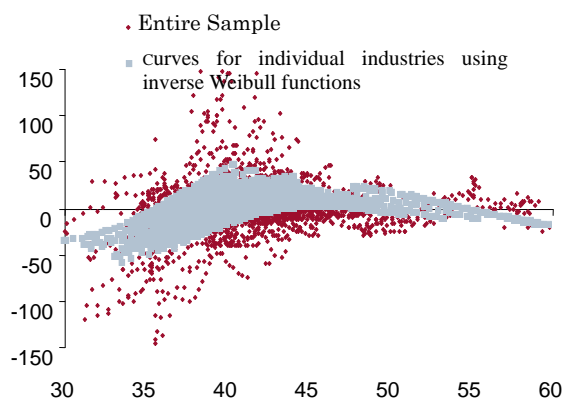 Entire Sample
Curves for individual industries using
inverse Weibull functions
150
100
50
0
-50
-100
-150
30 35 40 45 50 55 60